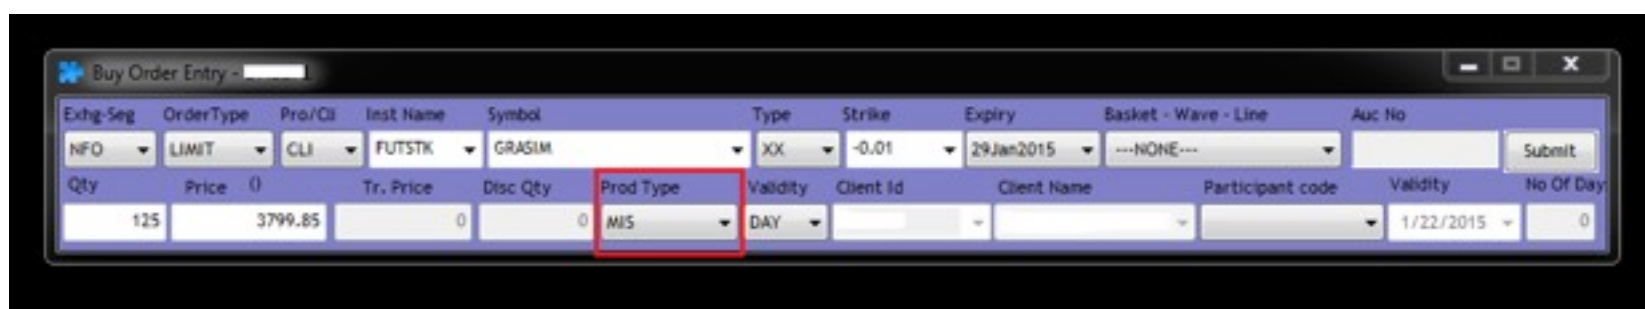 Buy Order Entry -
Exhg-Seg OrderType Pro/Cli Inst Name Symbol Type Strike Expiry Basket - Wave - Line Auc No
NFO LIMIT CLI FUTSTK GRASIM XX -0.01 29Jan2015 ---NONE--- Submit
Qty Price () Tr. Price Disc Qty Prod Type Validity Client Id Client Name Participant code Validity No Of Day
125 3799.85 0 0 MIS DAY 1/22/2015 0